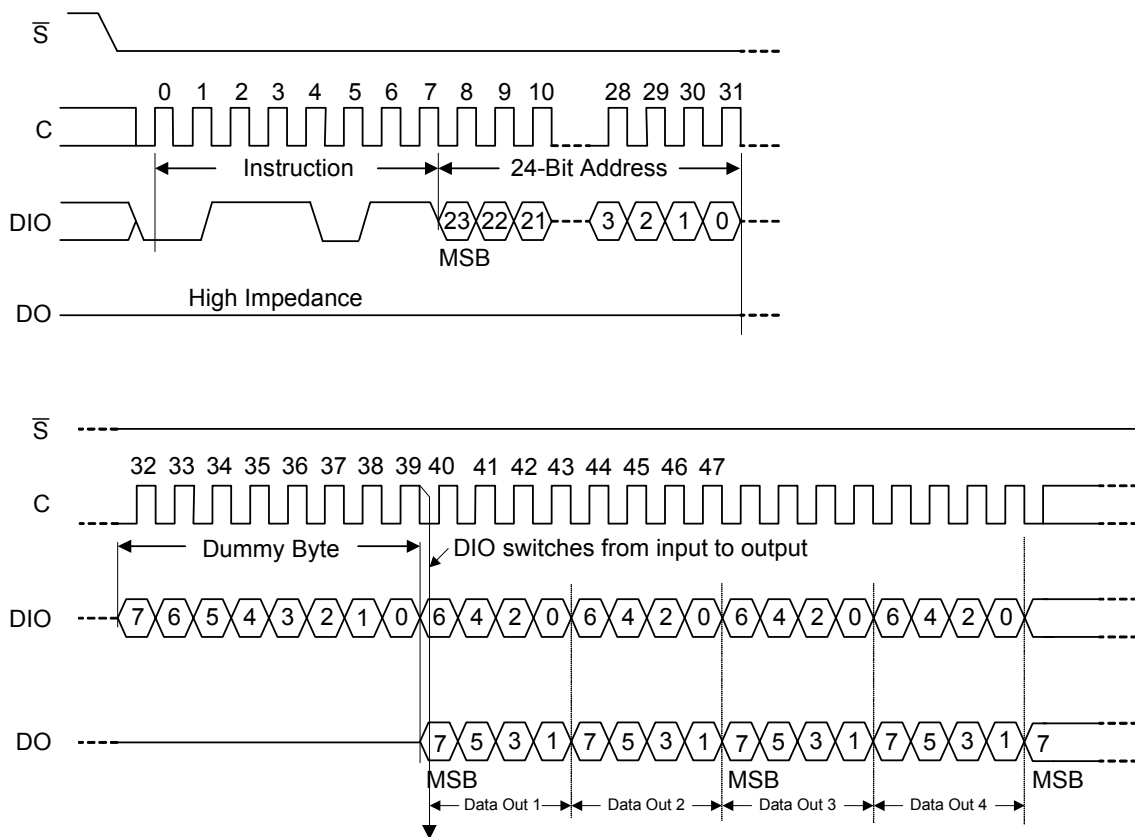 S̅
0 1 2 3 4 5 6 7 8 9 10 28 29 30 31
C
Instruction 24-Bit Address
DIO 23 22 21 3 2 1 0
MSB
High Impedance
DO
S̅
32 33 34 35 36 37 38 39 40 41 42 43 44 45 46 47
C
Dummy Byte DIO switches from input to output
DIO 7 6 5 4 3 2 1 0 6 4 2 0 6 4 2 0 6 4 2 0 6 4 2 0
DO 7 5 3 1 7 5 3 1 7 5 3 1 7 5 3 1 7
MSB MSB MSB
Data Out 1 Data Out 2 Data Out 3 Data Out 4